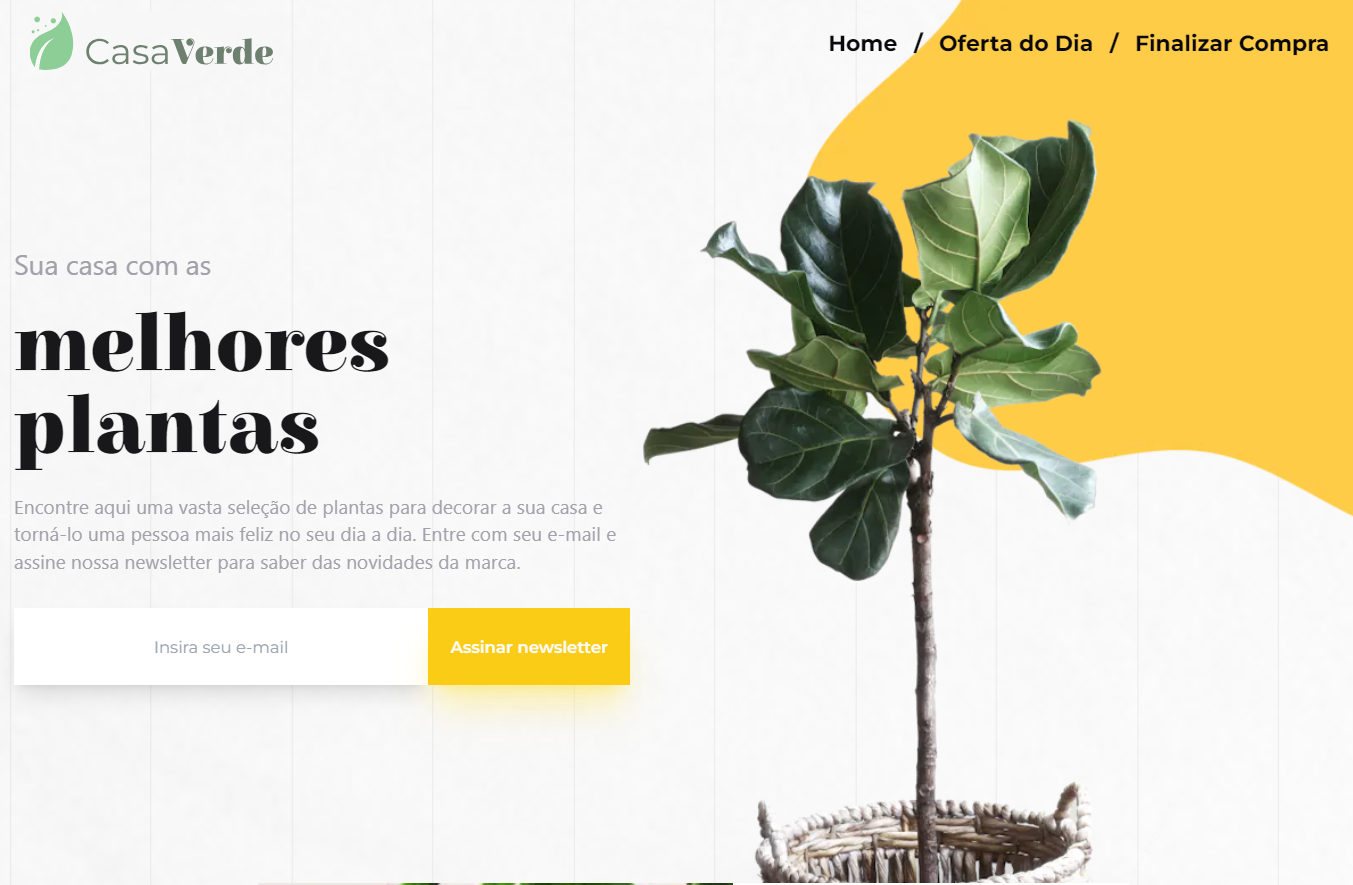 CasaVerde
Home / Oferta do Dia / Finalizar Compra
Sua casa com as
melhores
plantas
Encontre aqui uma vasta seleção de plantas para decorar a sua casa e
torná-lo uma pessoa mais feliz no seu dia a dia. Entre com seu e-mail e
assine nossa newsletter para saber das novidades da marca.
Insira seu e-mail
Assinar newsletter